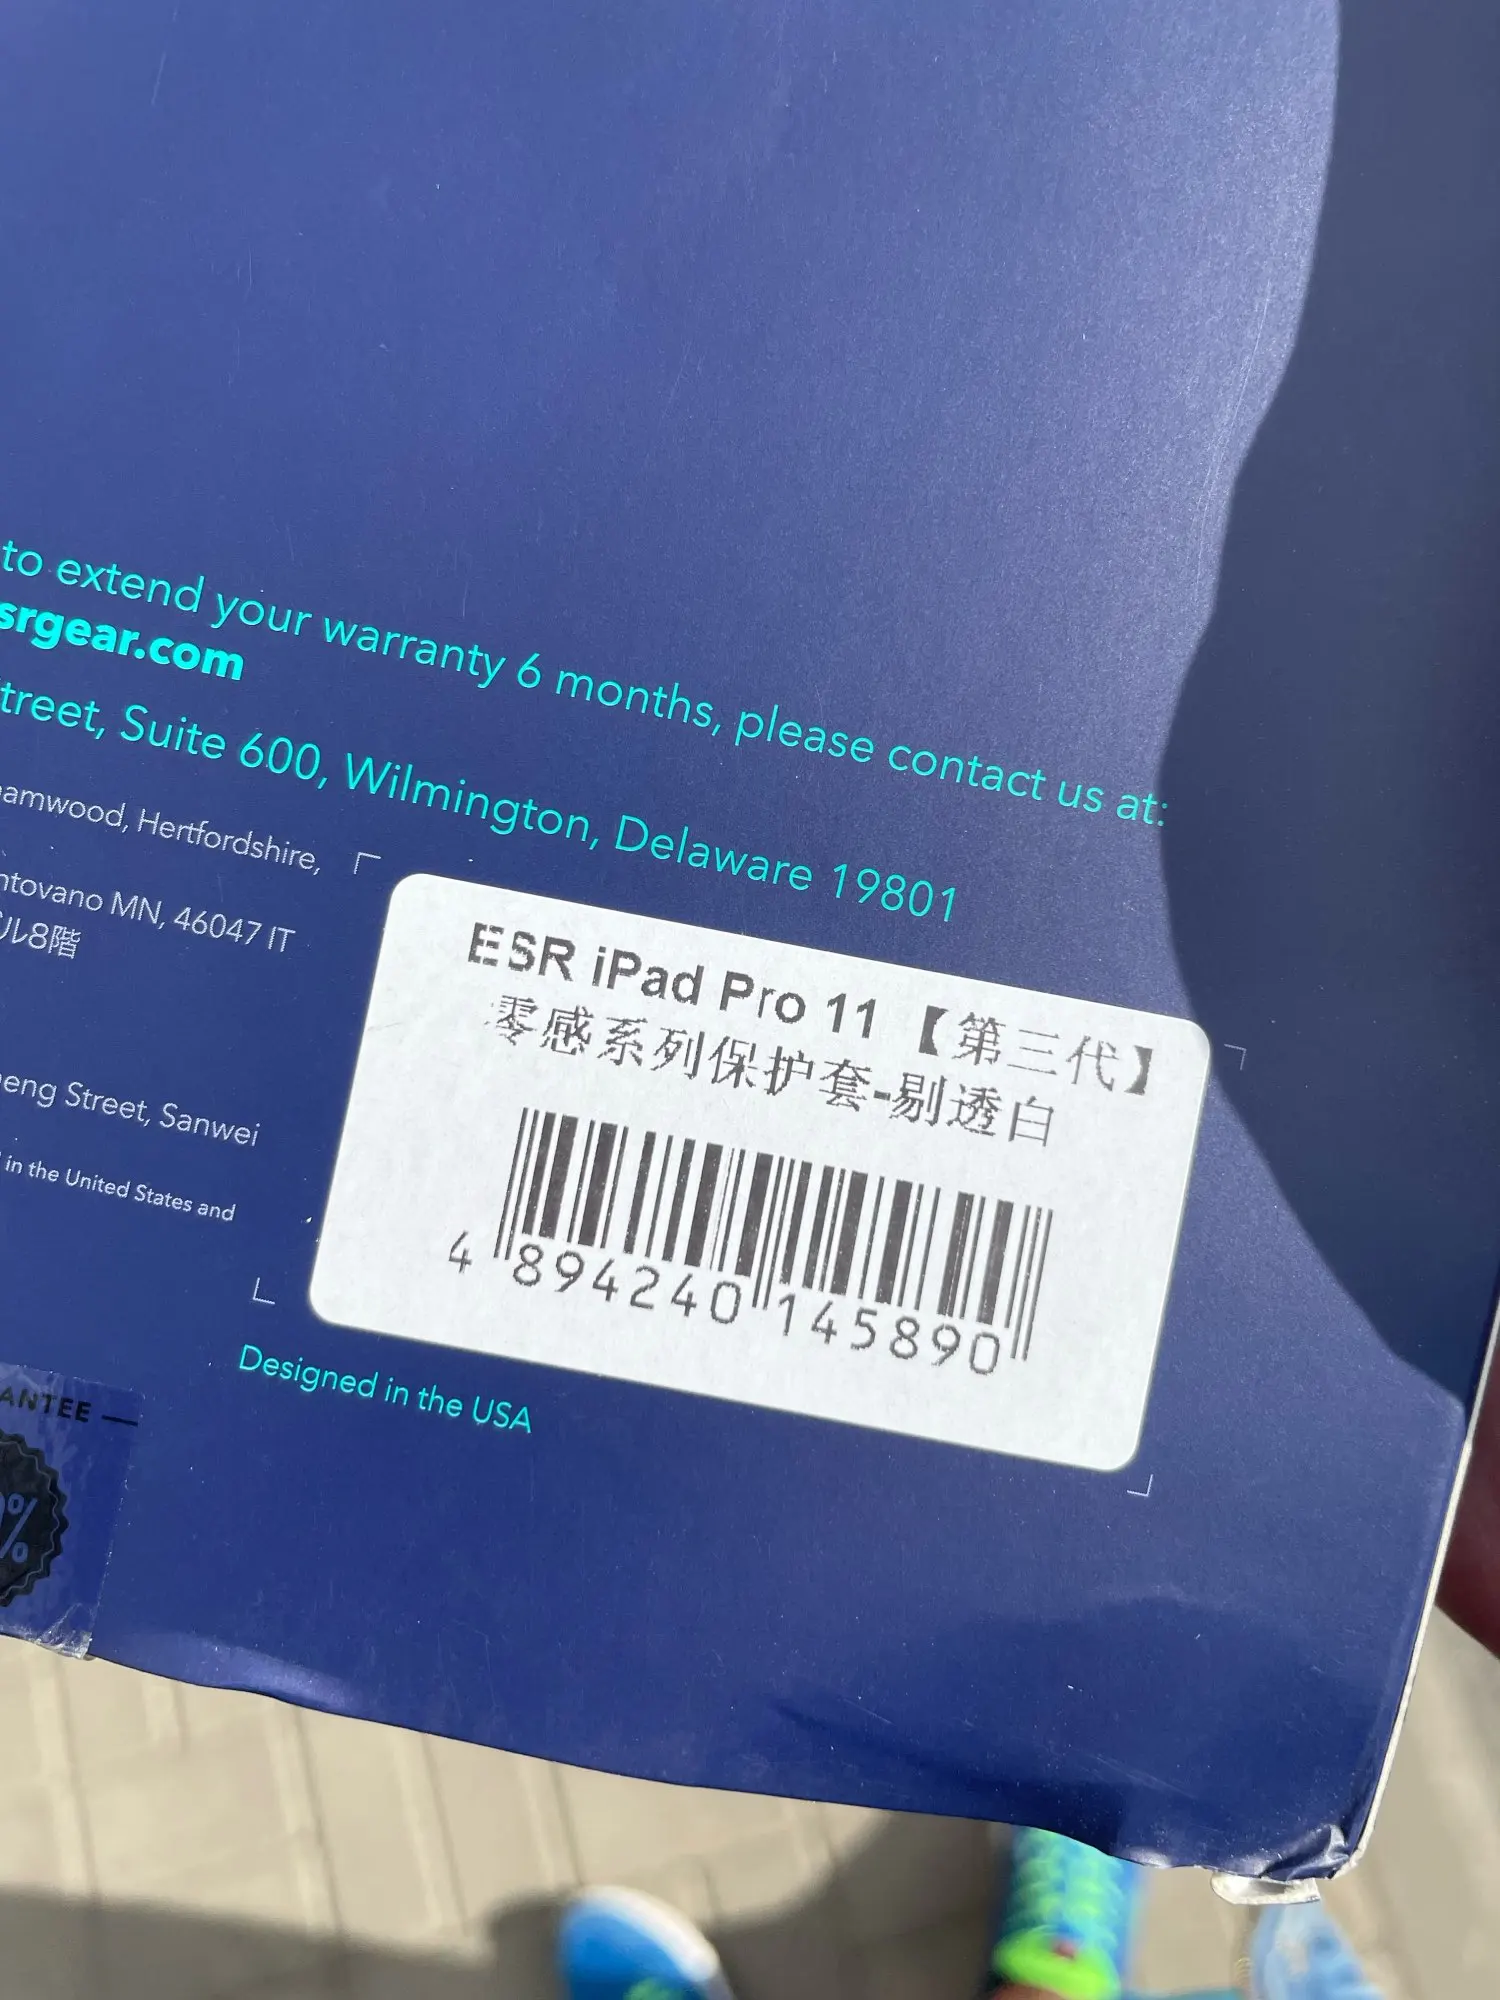 to extend your warranty 6 months, please contact us at:
srgear.com
treet, Suite 600, Wilmington, Delaware 19801
amwood, Hertfordshire,
ntovano MN, 46047 IT
ビル8階
eng Street, Sanwei
in the United States and
ESR iPad Pro 11 【第三代】
零感系列保护套-剔透白
4 894240 145890
Designed in the USA
ANTEE —
%